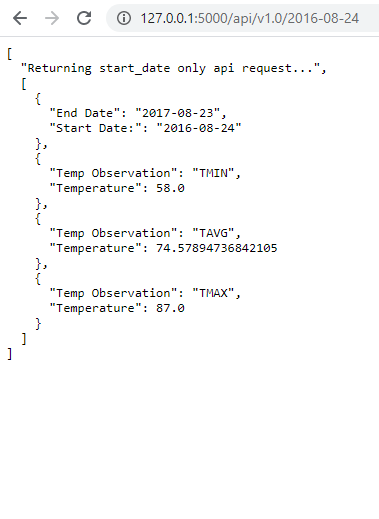 127.0.0.1:5000/api/v1.0/2016-08-24
[
  "Returning start_date only api request...",
  [
    {
      "End Date": "2017-08-23",
      "Start Date:": "2016-08-24"
    },
    {
      "Temp Observation": "TMIN",
      "Temperature": 58.0
    },
    {
      "Temp Observation": "TAVG",
      "Temperature": 74.57894736842105
    },
    {
      "Temp Observation": "TMAX",
      "Temperature": 87.0
    }
  ]
]